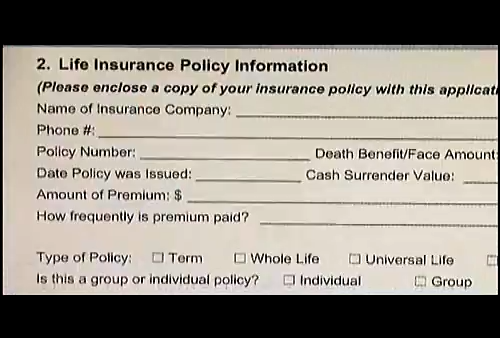 2. Life Insurance Policy Information
(Please enclose a copy of your insurance policy with this applicat
Name of Insurance Company:
Phone #:
Policy Number: Death Benefit/Face Amount:
Date Policy was Issued: Cash Surrender Value:
Amount of Premium: $
How frequently is premium paid?
Type of Policy: ☐ Term ☐ Whole Life ☐ Universal Life ☐
Is this a group or individual policy? ☐ Individual ☐ Group